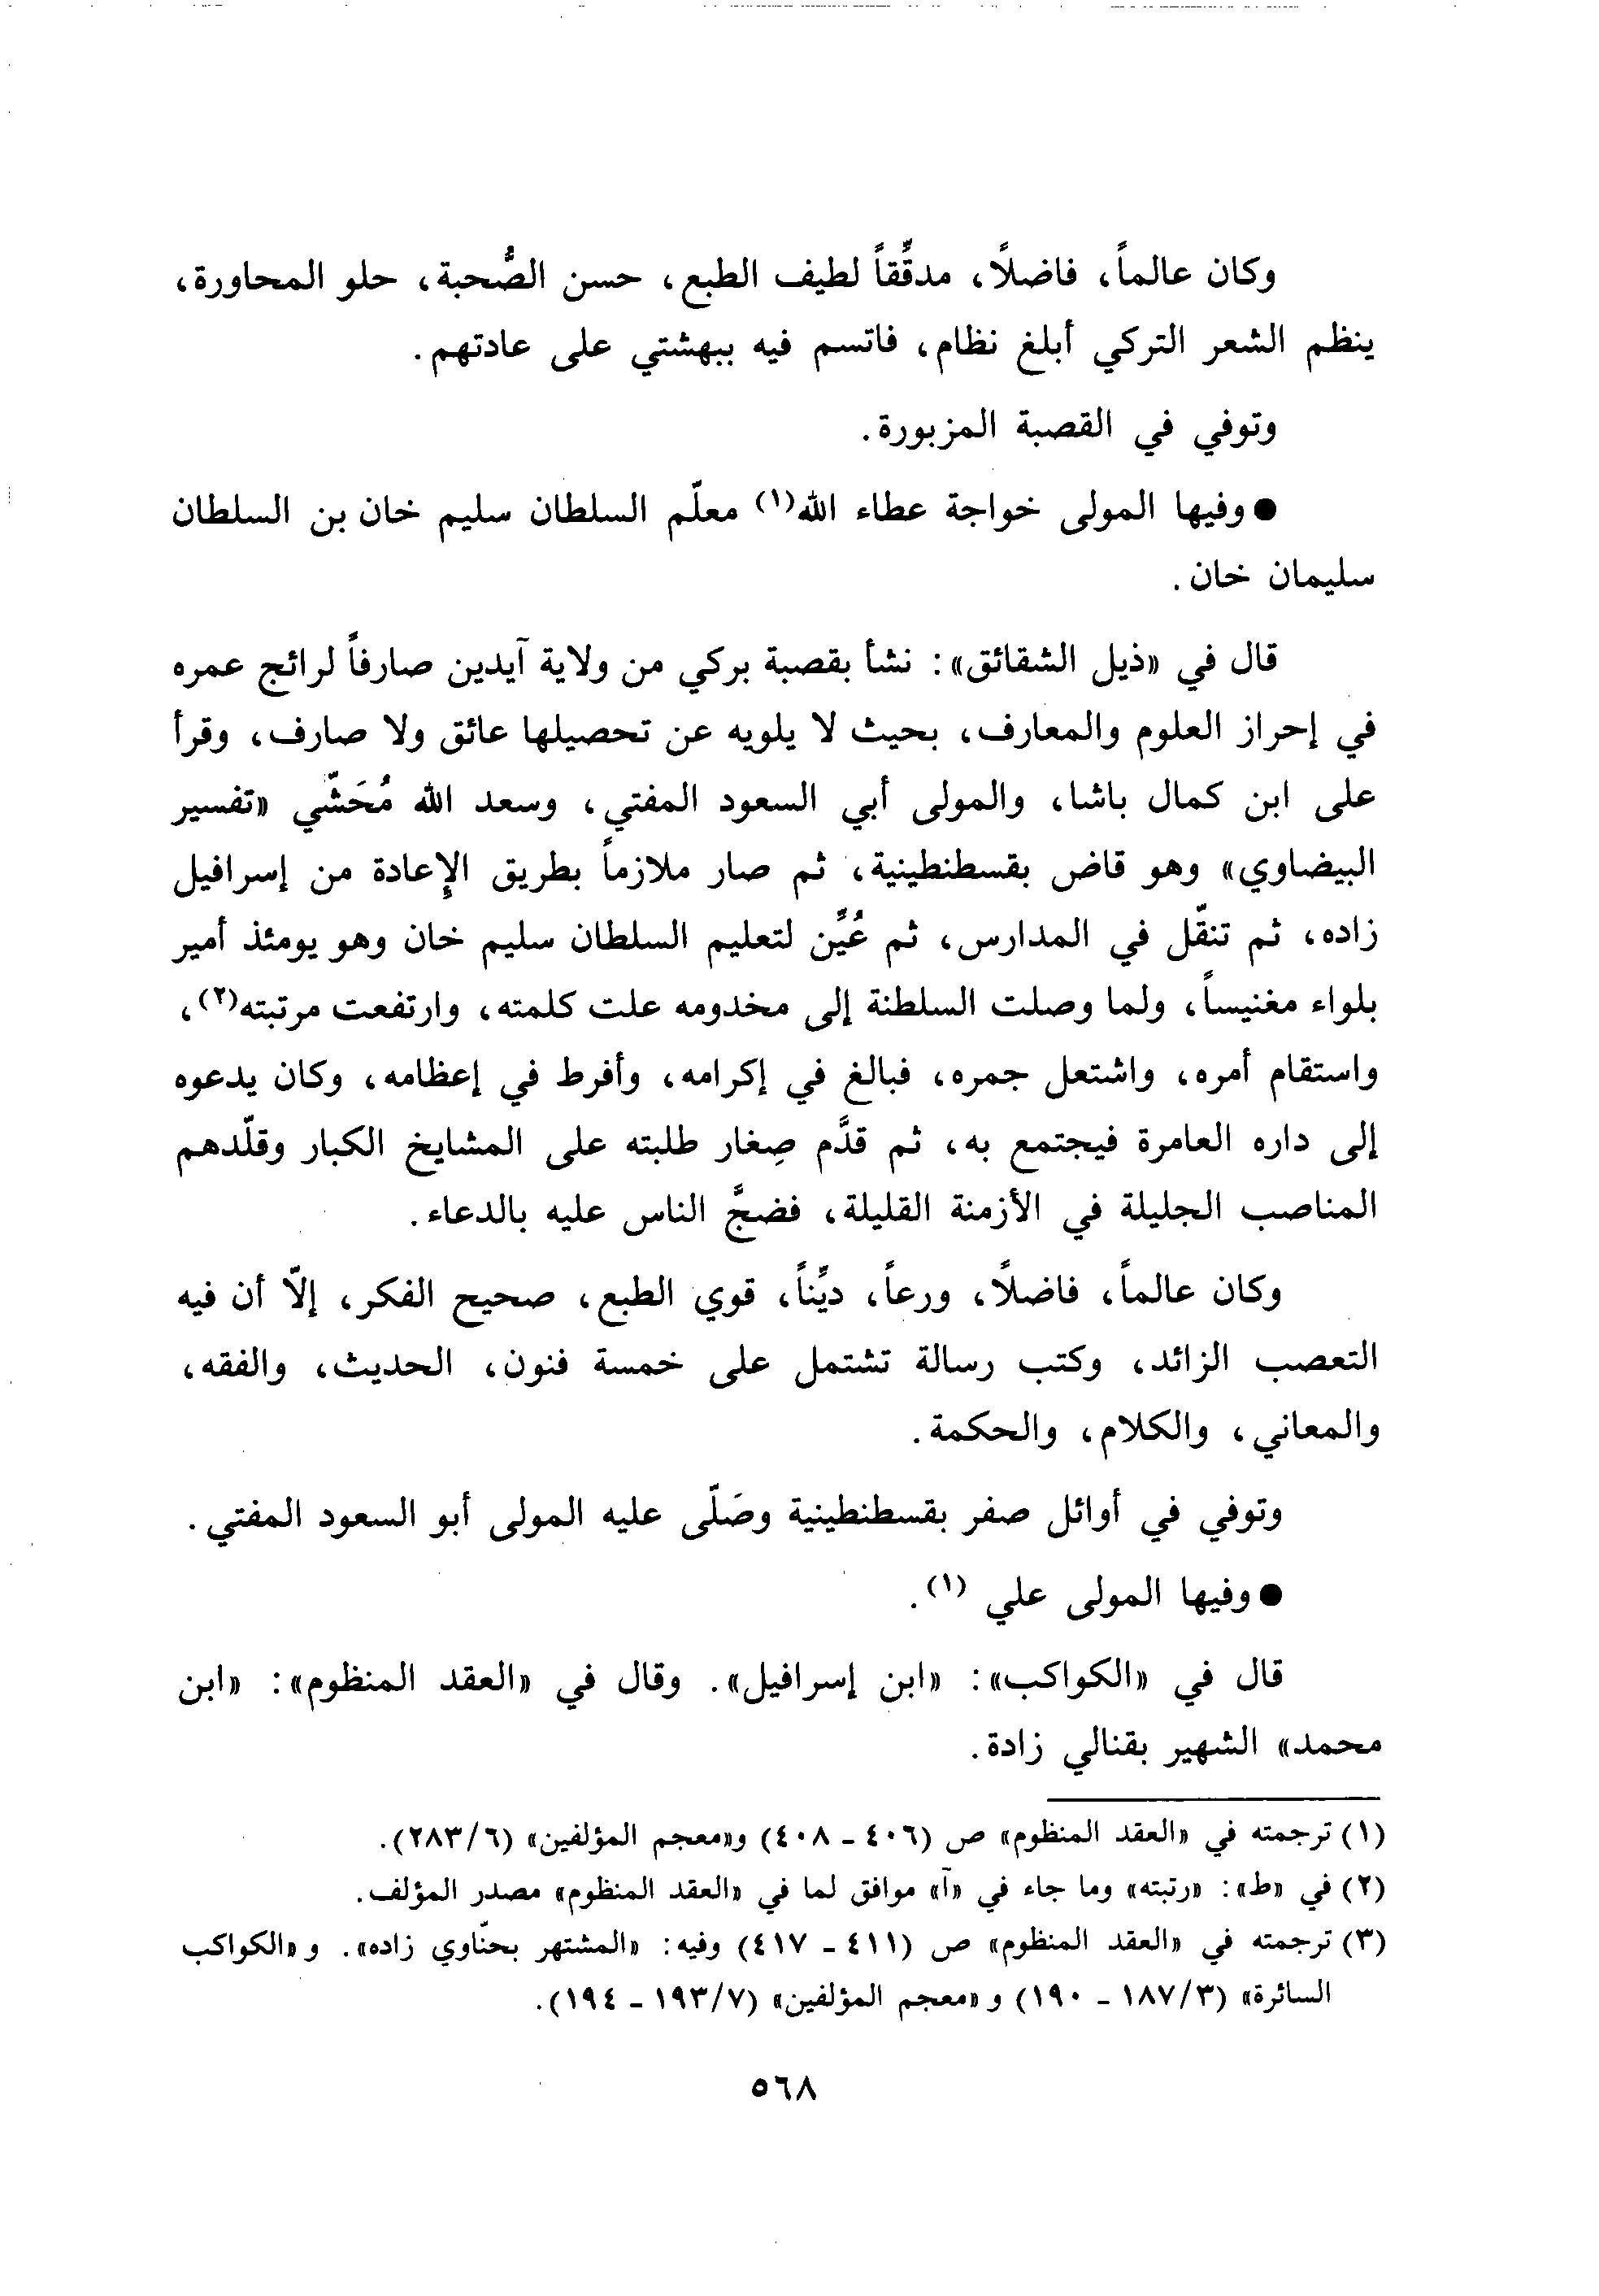 وكان عالماً، فاضلاً، مدقِّقاً لطيف الطبع، حسن الصُّحبة، حلو المحاورة،
ينظم الشعر التركي أبلغ نظام، فاتسم فيه ببهشتي على عادتهم.
وتوفي في القصبة المزبورة.
● وفيها المولى خواجة عطاء الله(١) معلّم السلطان سليم خان بن السلطان
سليمان خان.
قال في «ذيل الشقائق»: نشأ بقصبة بركي من ولاية آيدين صارفاً لرائج عمره
في إحراز العلوم والمعارف، بحيث لا يلويه عن تحصيلها عائق ولا صارف، وقرأ
على ابن كمال باشا، والمولى أبي السعود المفتي، وسعد الله مُحَشّي «تفسير
البيضاوي» وهو قاض بقسطنطينية، ثم صار ملازماً بطريق الإعادة من إسرافيل
زاده، ثم تنقّل في المدارس، ثم عُيِّن لتعليم السلطان سليم خان وهو يومئذ أمير
بلواء مغنيساً، ولما وصلت السلطنة إلى مخدومه علت كلمته، وارتفعت مرتبته(٢)،
واستقام أمره، واشتعل جمره، فبالغ في إكرامه، وأفرط في إعظامه، وكان يدعوه
إلى داره العامرة فيجتمع به، ثم قدَّم صِغار طلبته على المشايخ الكبار وقلّدهم
المناصب الجليلة في الأزمنة القليلة، فضجَّ الناس عليه بالدعاء.
وكان عالماً، فاضلاً، ورعاً، ديِّناً، قوي الطبع، صحيح الفكر، إلّا أن فيه
التعصب الزائد، وكتب رسالة تشتمل على خمسة فنون، الحديث، والفقه،
والمعاني، والكلام، والحكمة.
وتوفي في أوائل صفر بقسطنطينية وصَلّى عليه المولى أبو السعود المفتي.
● وفيها المولى علي (١).
قال في «الكواكب»: «ابن إسرافيل». وقال في «العقد المنظوم»: «ابن
محمد» الشهير بقنالي زادة.
(١) ترجمته في «العقد المنظوم» ص (٤٠٦ - ٤٠٨) و«معجم المؤلفين» (٢٨٣/٦).
(٢) في «ط»: «رتبته» وما جاء في «آ» موافق لما في «العقد المنظوم» مصدر المؤلف.
(٣) ترجمته في «العقد المنظوم» ص (٤١١ - ٤١٧) وفيه: «المشتهر بحنّاوي زاده». و «الكواكب
السائرة» (١٨٧/٣ - ١٩٠) و «معجم المؤلفين» (١٩٣/٧ - ١٩٤).
٥٦٨